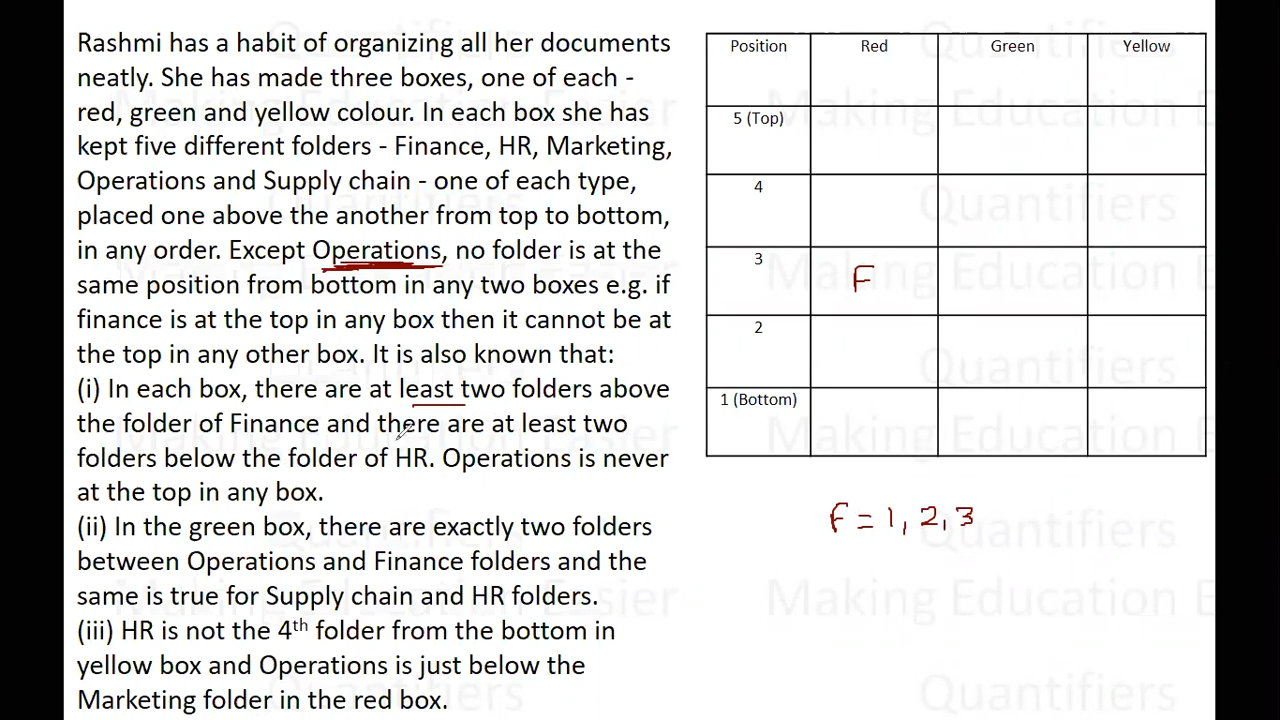 Rashmi has a habit of organizing all her documents
neatly. She has made three boxes, one of each -
red, green and yellow colour. In each box she has
kept five different folders - Finance, HR, Marketing,
Operations and Supply chain - one of each type,
placed one above the another from top to bottom,
in any order. Except Operations, no folder is at the
same position from bottom in any two boxes e.g. if
finance is at the top in any box then it cannot be at
the top in any other box. It is also known that:
(i) In each box, there are at least two folders above
the folder of Finance and there are at least two
folders below the folder of HR. Operations is never
at the top in any box.
(ii) In the green box, there are exactly two folders
between Operations and Finance folders and the
same is true for Supply chain and HR folders.
(iii) HR is not the 4th folder from the bottom in
yellow box and Operations is just below the
Marketing folder in the red box.
Position Red Green Yellow
5 (Top)
4
3 F
2
1 (Bottom)
F = 1, 2, 3
Quantifiers
Making Education Easier